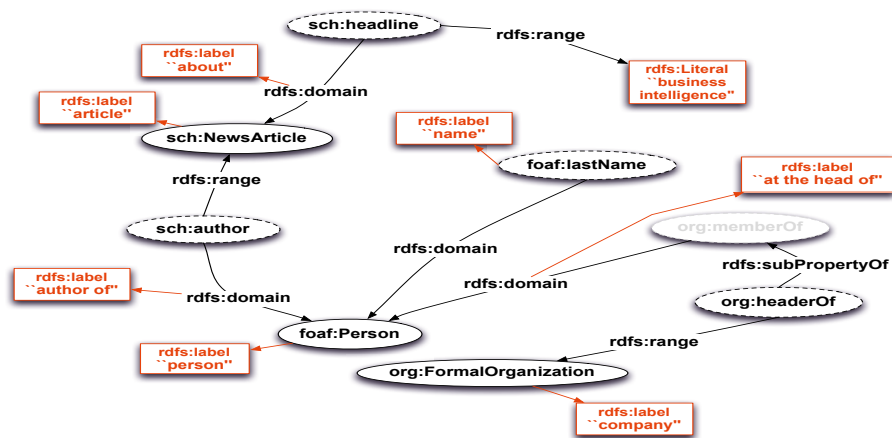 sch:headline
rdfs:range
rdfs:label
``about"
rdfs:domain
rdfs:Literal
``business
intelligence"
rdfs:label
``article"
sch:NewsArticle
rdfs:label
``name"
foaf:lastName
rdfs:label
``at the head of"
rdfs:range
sch:author
org:memberOf
rdfs:domain
rdfs:subPropertyOf
rdfs:label
``author of"
rdfs:domain
rdfs:domain
org:headerOf
foaf:Person
rdfs:range
rdfs:label
``person"
org:FormalOrganization
rdfs:label
``company"